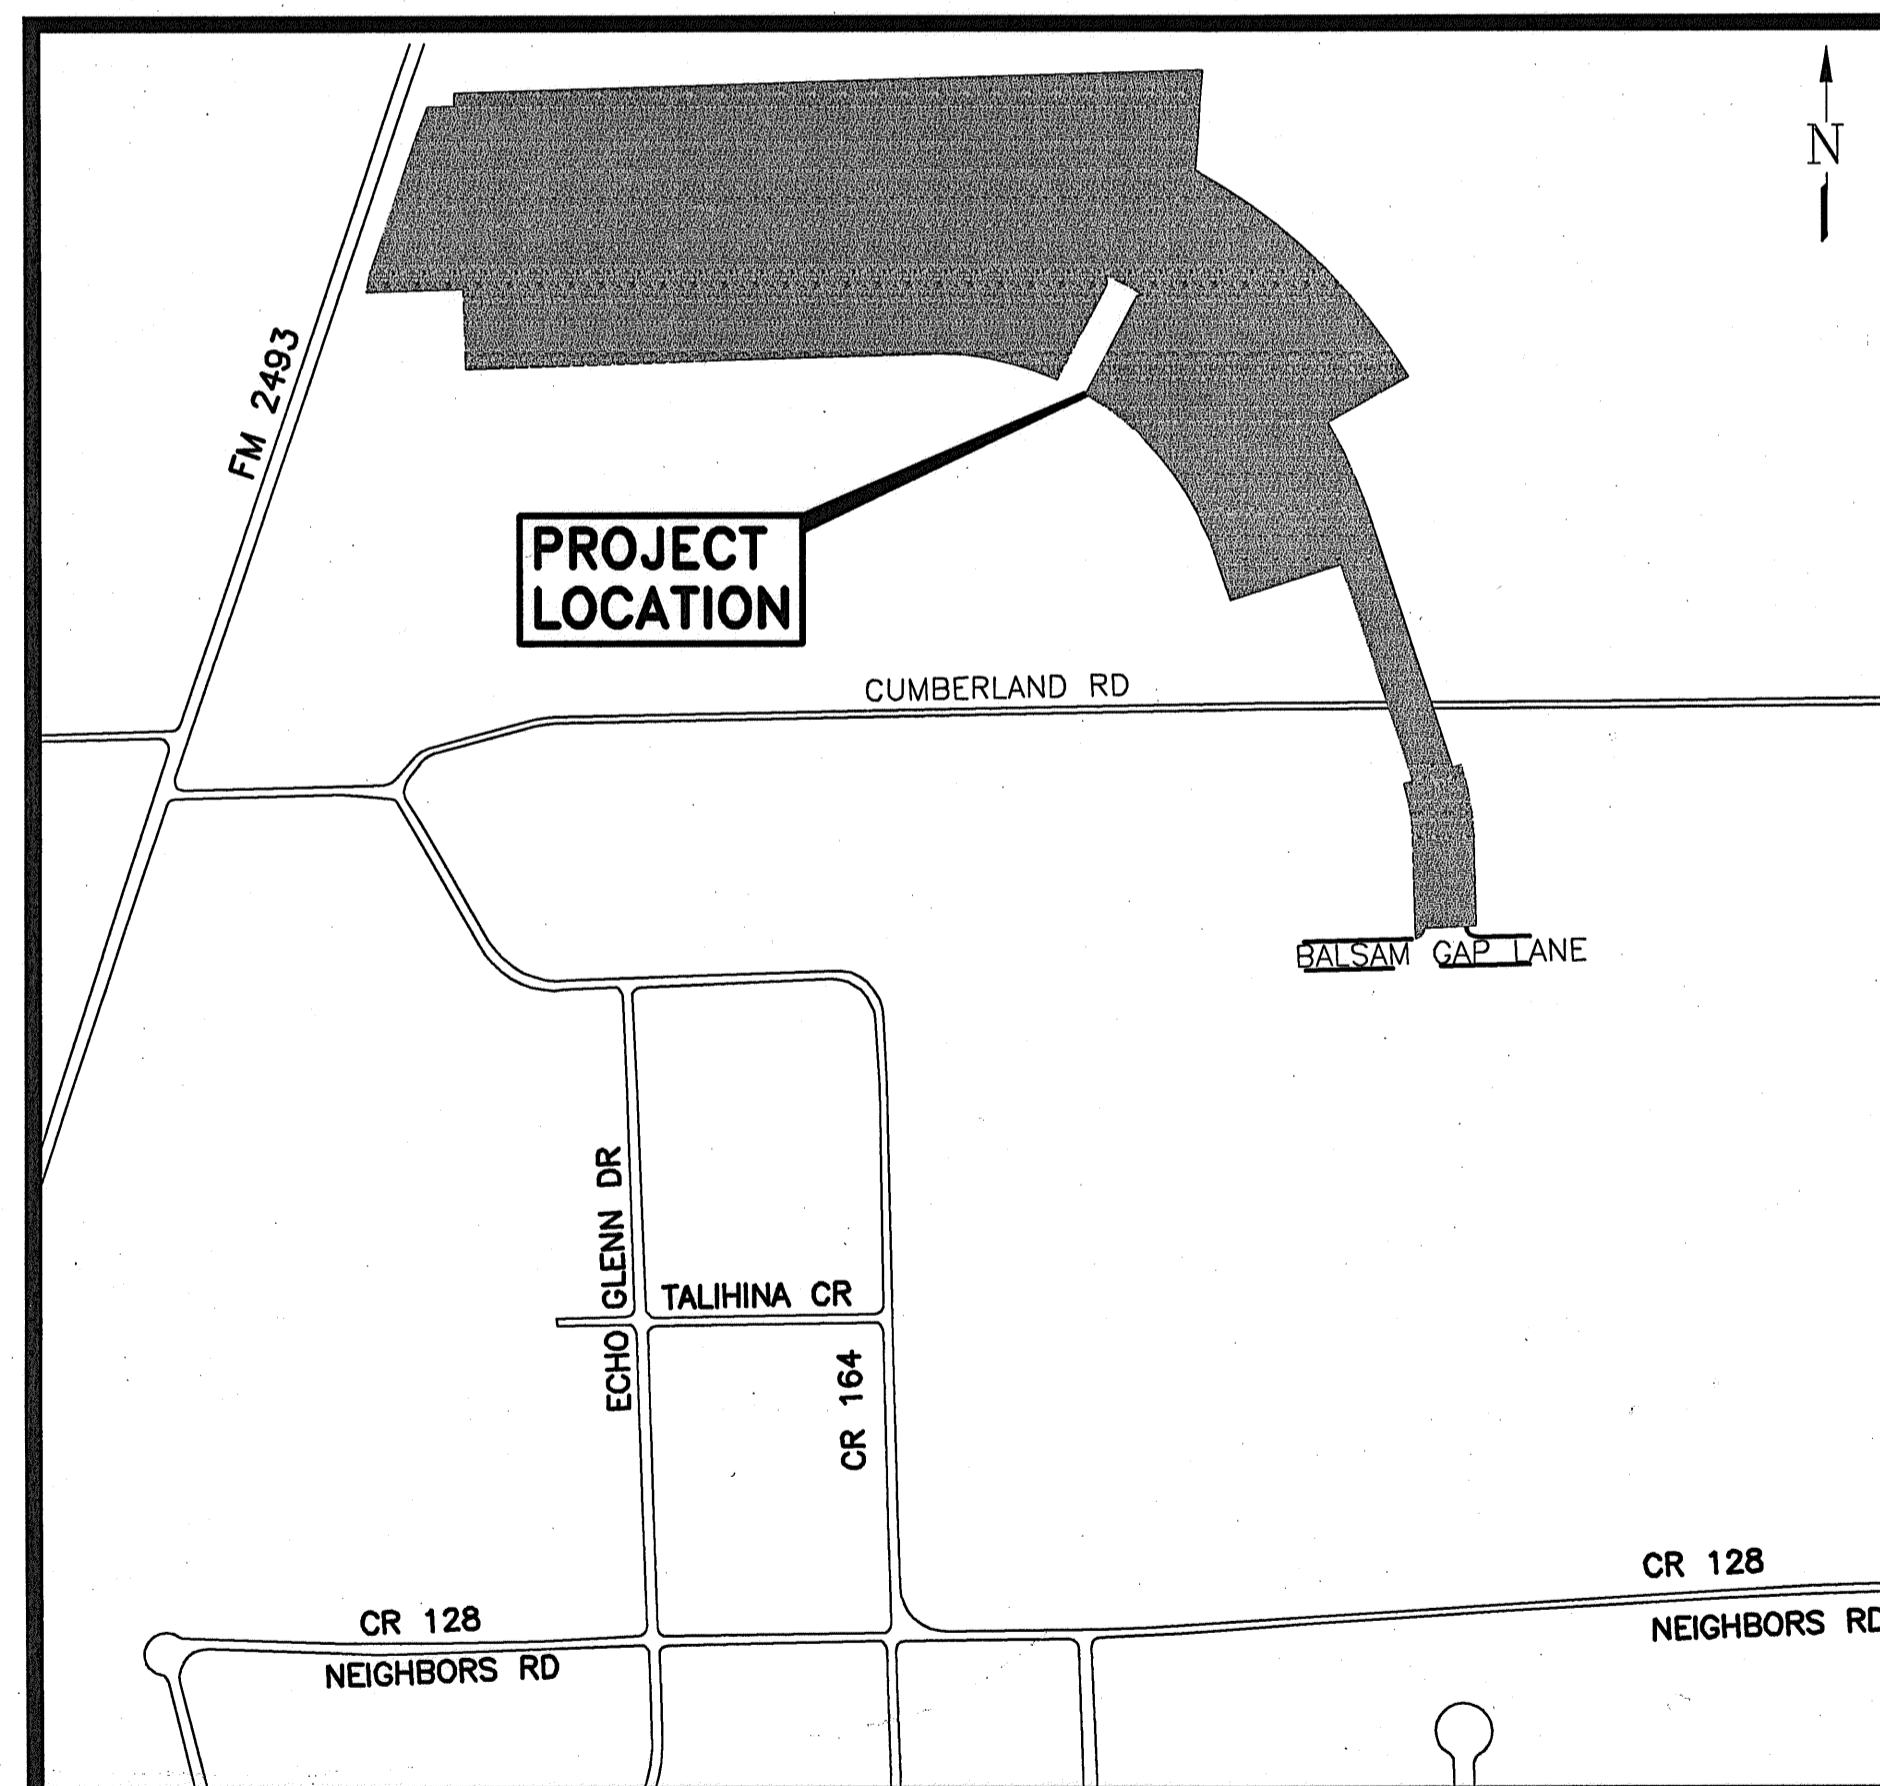 N
FM 2493
PROJECT
LOCATION
CUMBERLAND RD
BALSAM GAP LANE
ECHO GLENN DR
TALIHINA CR
CR 164
CR 128
NEIGHBORS RD
CR 128
NEIGHBORS RD